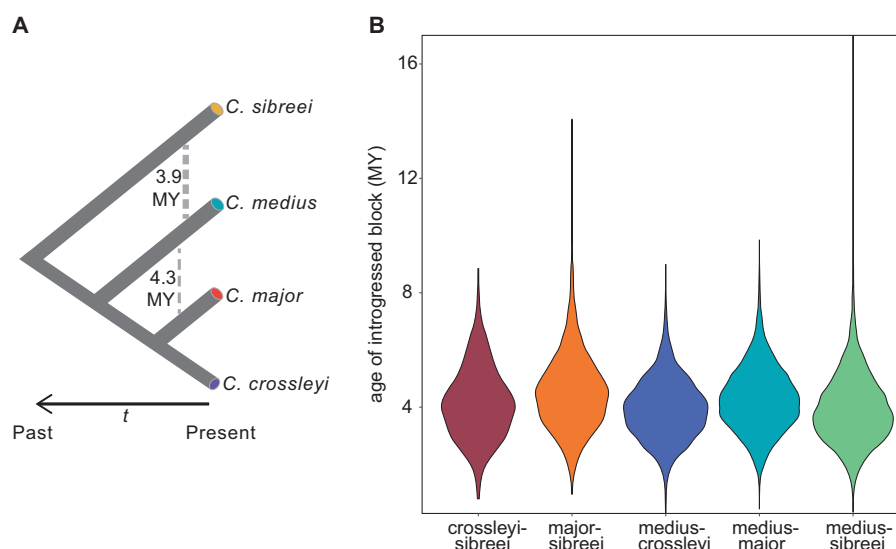 A
C. sibreei
3.9
MY
C. medius
4.3
MY
C. major
C. crossleyi
t
Past
Present
B
age of introgressed block (MY)
16
12
8
4
crossleyi-
sibreei
major-
sibreei
medius-
crossleyi
medius-
major
medius-
sibreei